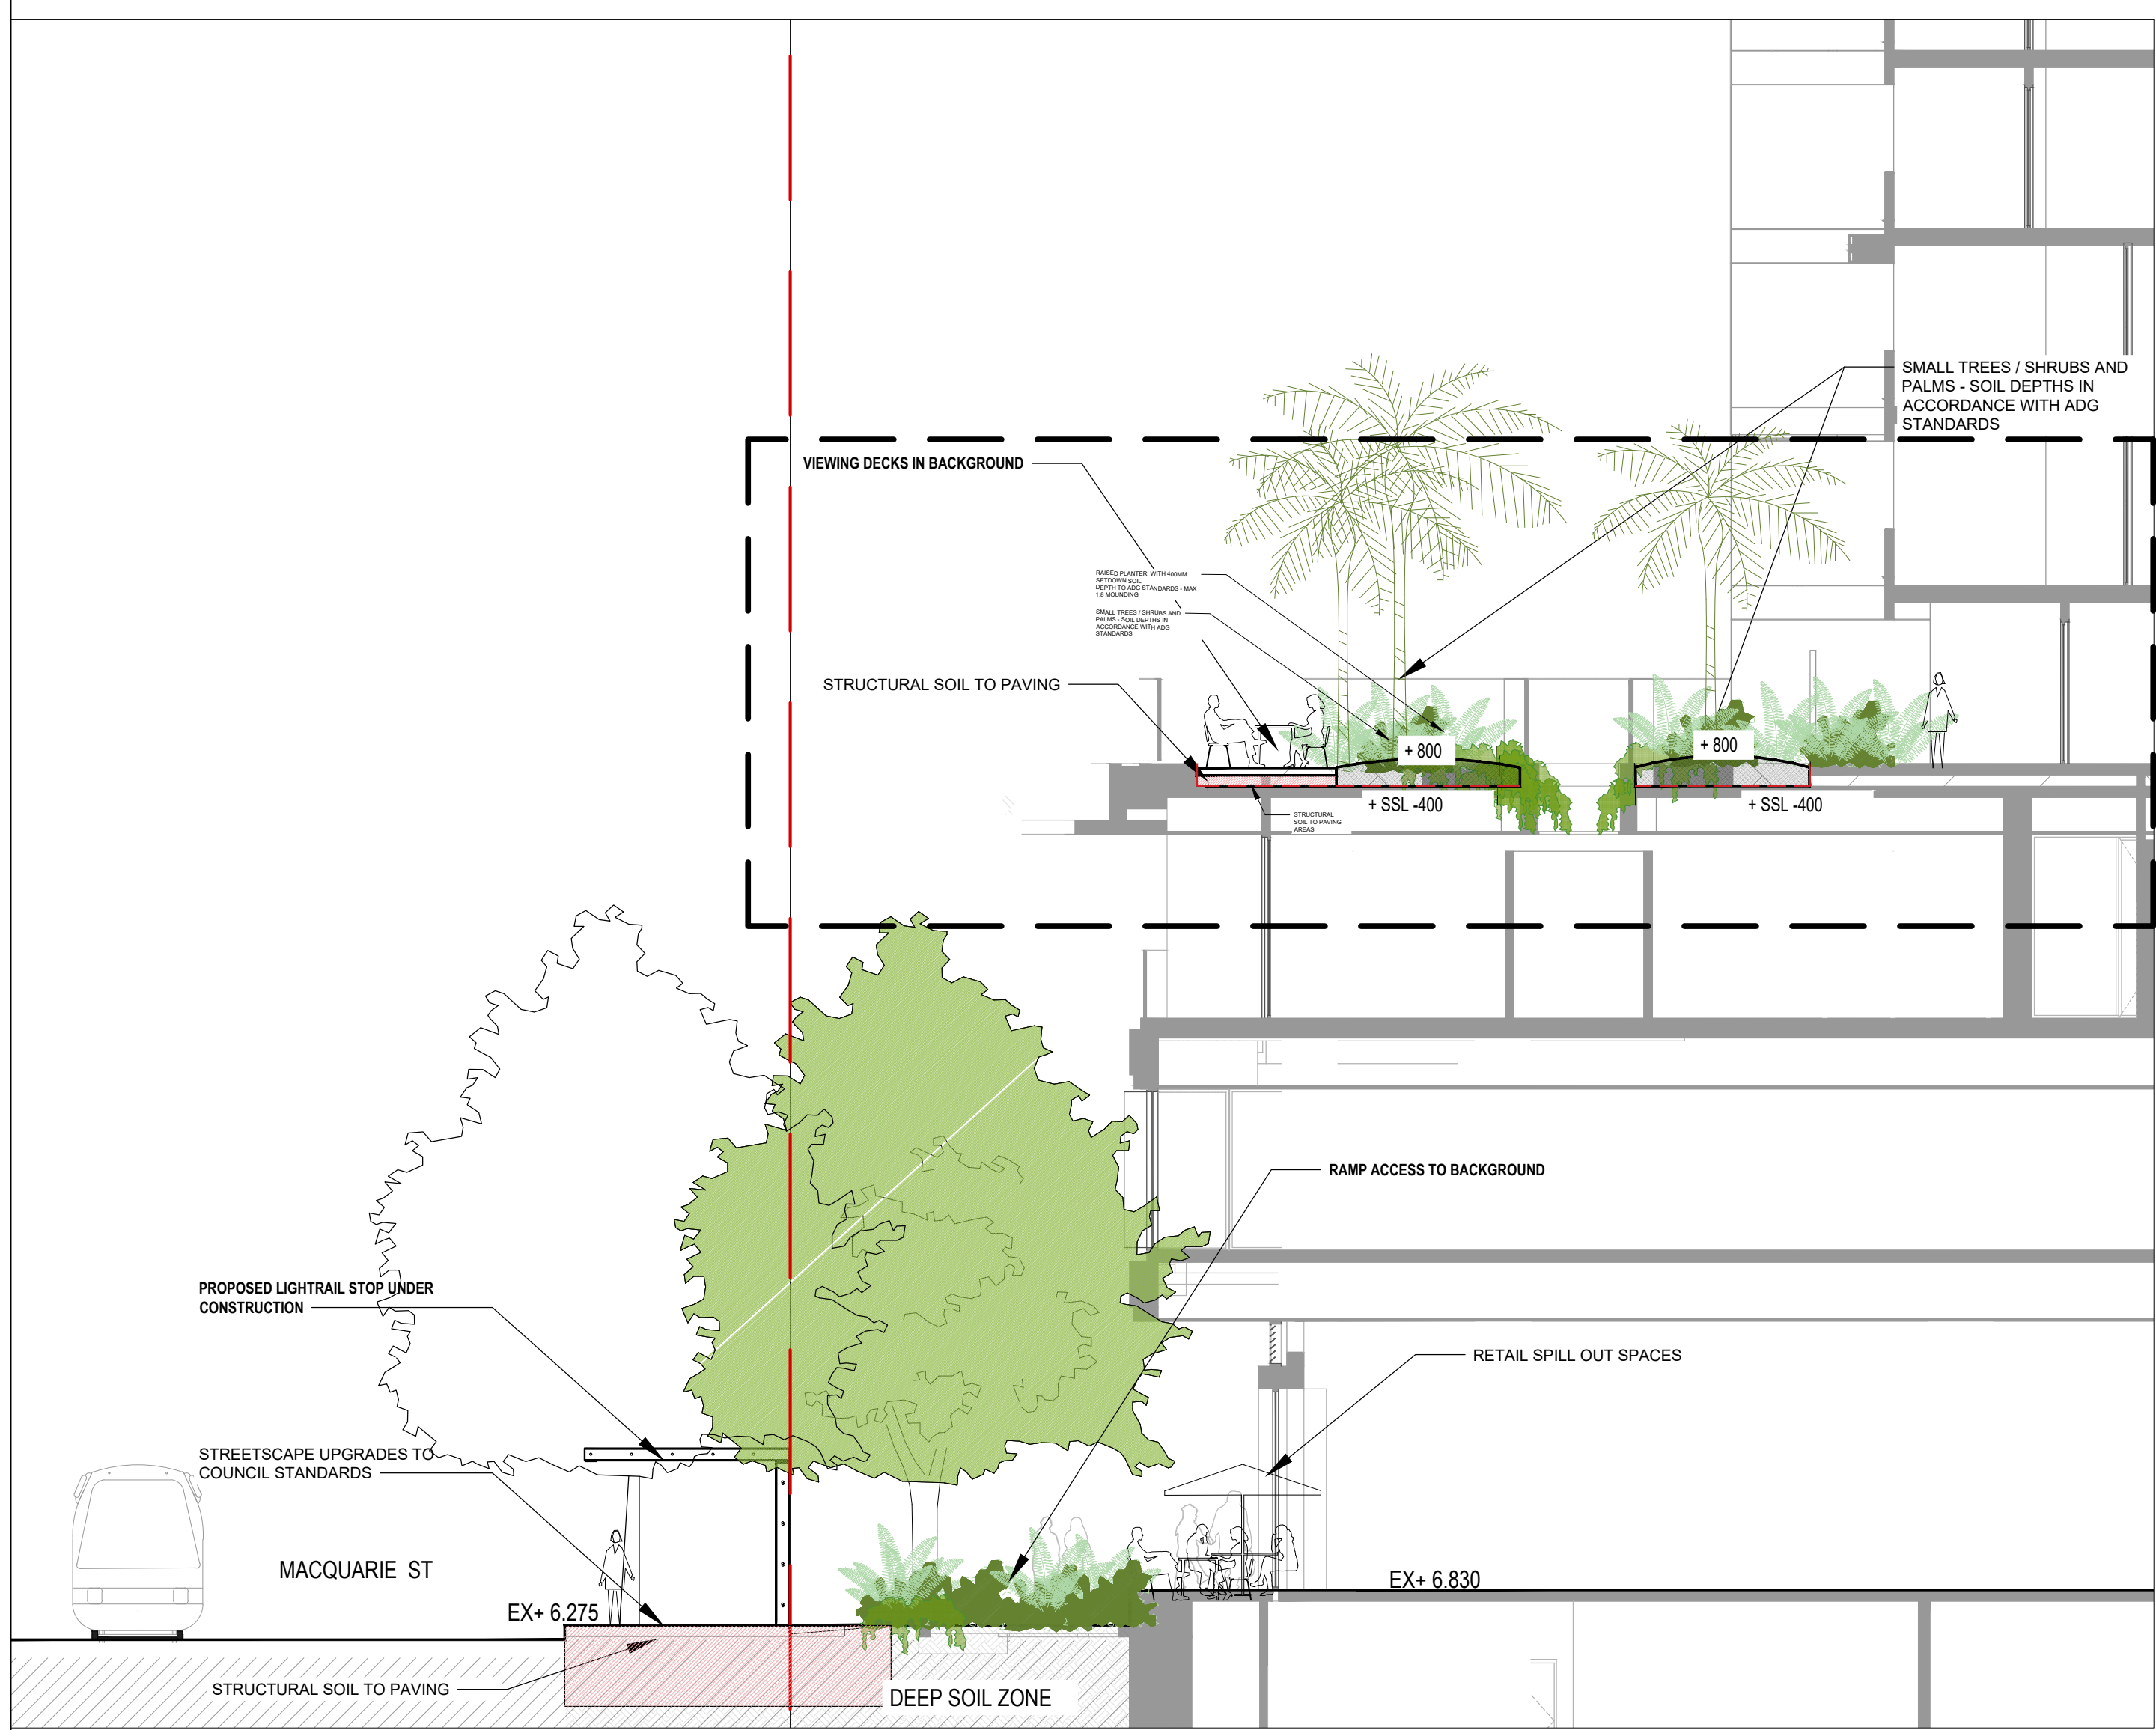 SMALL TREES / SHRUBS AND
PALMS - SOIL DEPTHS IN
ACCORDANCE WITH ADG
STANDARDS
VIEWING DECKS IN BACKGROUND
RAISED PLANTER WITH 400MM
SETDOWN SOIL
DEPTH TO ADG STANDARDS - MAX
1:8 MOUNDING
SMALL TREES / SHRUBS AND
PALMS - SOIL DEPTHS IN
ACCORDANCE WITH ADG
STANDARDS
STRUCTURAL SOIL TO PAVING
+ 800
+ 800
+ SSL -400
+ SSL -400
STRUCTURAL
SOIL TO PAVING
AREAS
RAMP ACCESS TO BACKGROUND
PROPOSED LIGHTRAIL STOP UNDER
CONSTRUCTION
RETAIL SPILL OUT SPACES
STREETSCAPE UPGRADES TO
COUNCIL STANDARDS
MACQUARIE ST
EX+ 6.830
EX+ 6.275
STRUCTURAL SOIL TO PAVING
DEEP SOIL ZONE